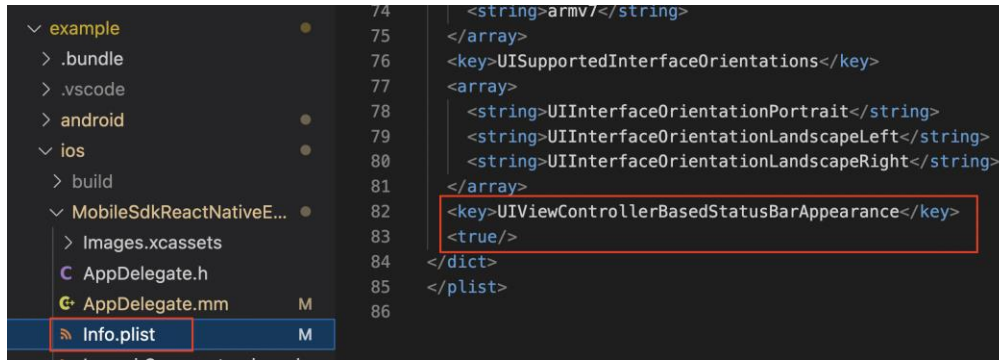 example
.bundle
.vscode
android
ios
build
MobileSdkReactNativeE...
Images.xcassets
C AppDelegate.h
G+ AppDelegate.mm M
Info.plist M
74 <string>armv7</string>
75 </array>
76 <key>UISupportedInterfaceOrientations</key>
77 <array>
78 <string>UIInterfaceOrientationPortrait</string>
79 <string>UIInterfaceOrientationLandscapeLeft</string>
80 <string>UIInterfaceOrientationLandscapeRight</string>
81 </array>
82 <key>UIViewControllerBasedStatusBarAppearance</key>
83 <true/>
84 </dict>
85 </plist>
86